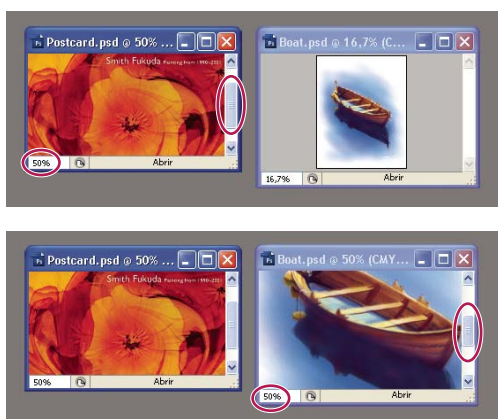 Postcard.psd @ 50% ...
Smith Fukuda
50%
Abrir
Boat.psd @ 16,7% (C...
16,7%
Abrir
Postcard.psd @ 50% ...
Smith Fukuda
50%
Abrir
Boat.psd @ 50% (CMY...
50%
Abrir